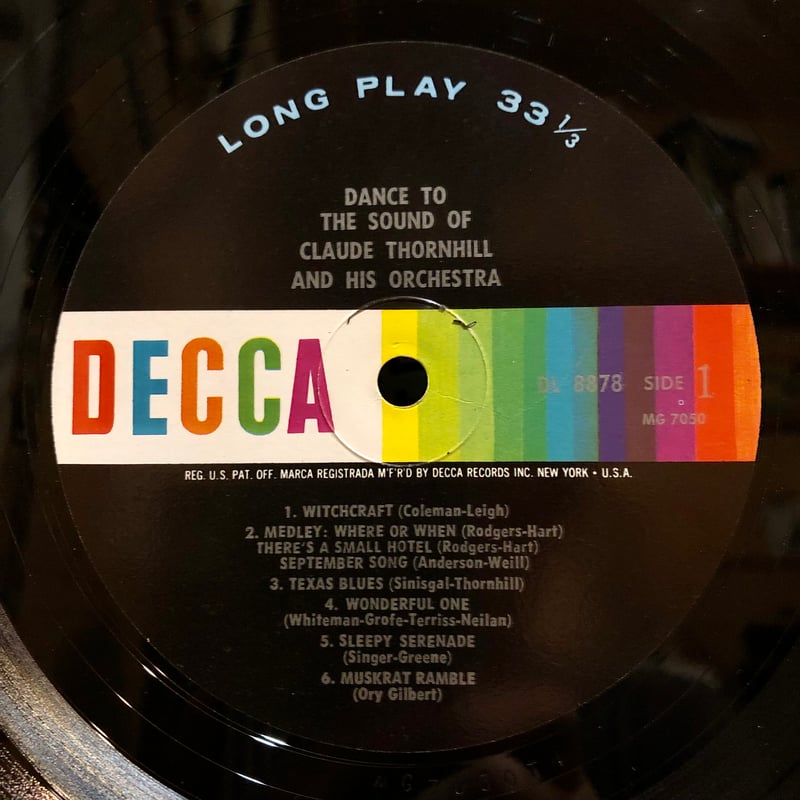 LONG PLAY 33⅓
DANCE TO
THE SOUND OF
CLAUDE THORNHILL
AND HIS ORCHESTRA
DECCA
DL 8878 SIDE 1
MG 7050
REG. U.S. PAT. OFF. MARCA REGISTRADA M'F'R'D BY DECCA RECORDS INC. NEW YORK • U.S.A.
1. WITCHCRAFT (Coleman-Leigh)
2. MEDLEY: WHERE OR WHEN (Rodgers-Hart)
THERE'S A SMALL HOTEL (Rodgers-Hart)
SEPTEMBER SONG (Anderson-Weill)
3. TEXAS BLUES (Sinisgal-Thornhill)
4. WONDERFUL ONE
(Whiteman-Grofe-Terriss-Neilan)
5. SLEEPY SERENADE
(Singer-Greene)
6. MUSKRAT RAMBLE
(Ory Gilbert)